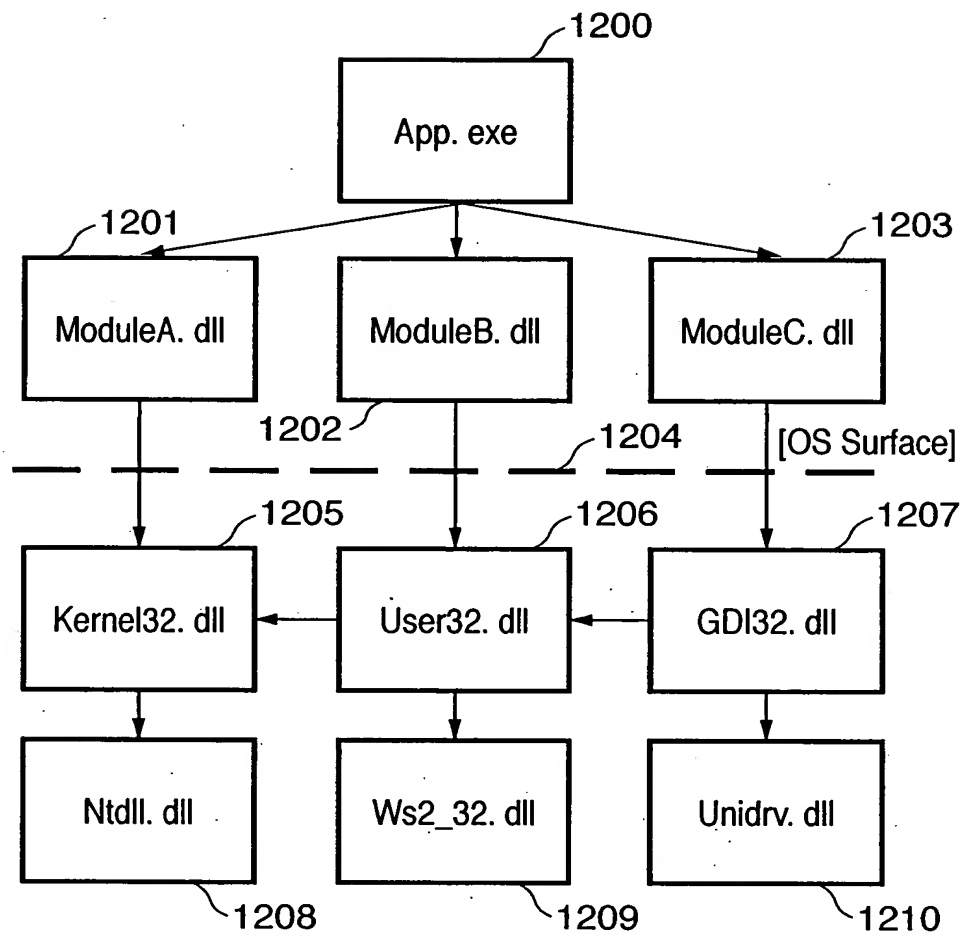 1200
App. exe
1201
1203
ModuleA. dll
ModuleB. dll
ModuleC. dll
1202
1204
[OS Surface]
1205
1206
1207
Kernel32. dll
User32. dll
GDI32. dll
Ntdll. dll
Ws2_32. dll
Unidrv. dll
1208
1209
1210